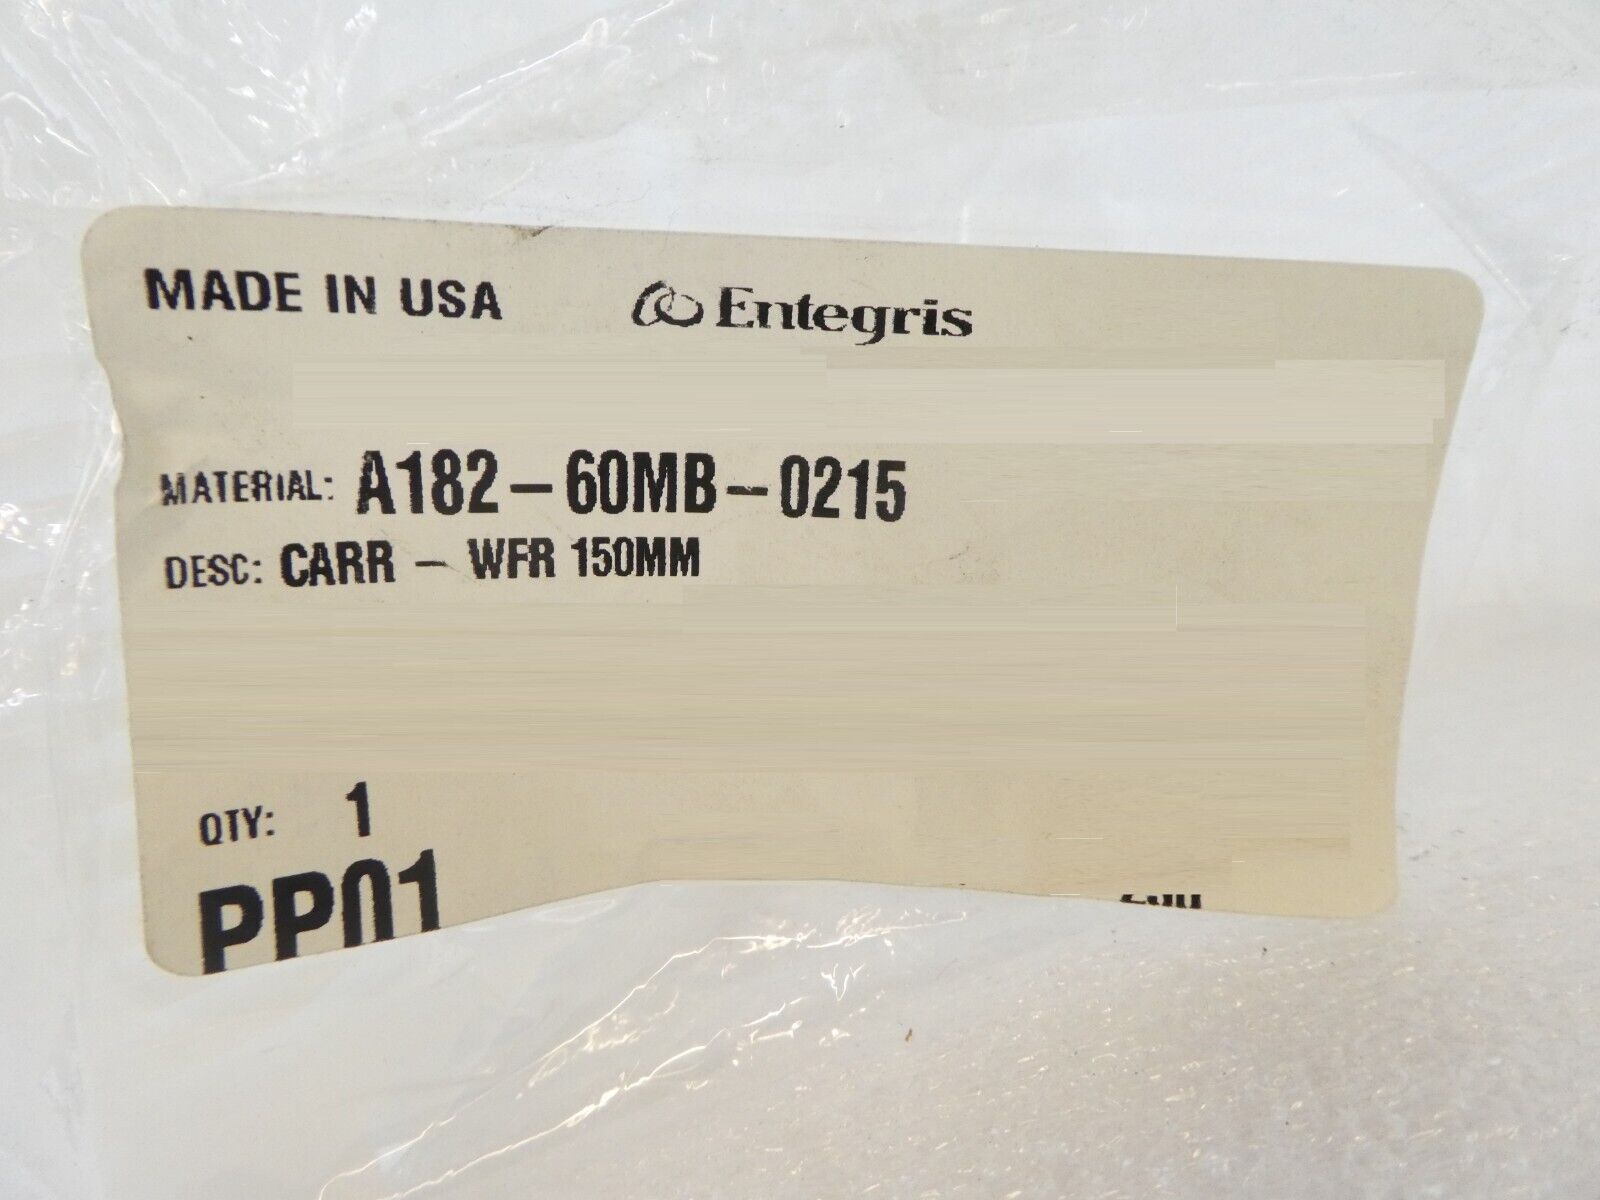 MADE IN USA Entegris
MATERIAL: A182-60MB-0215
DESC: CARR - WFR 150MM
QTY: 1
PP01